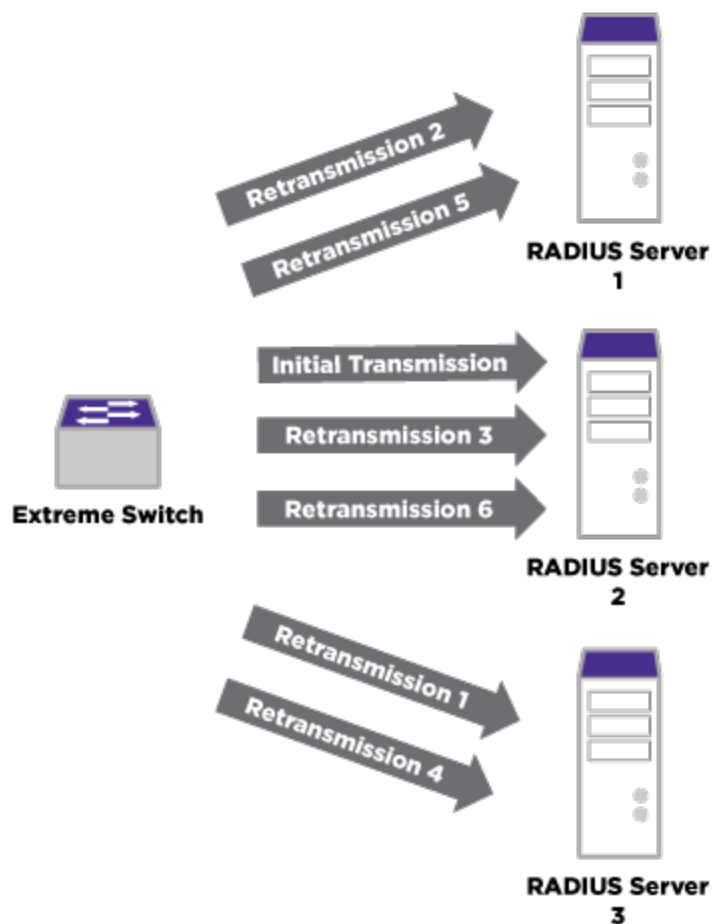 Retransmission 2
Retransmission 5
RADIUS Server
1
Initial Transmission
Retransmission 3
Retransmission 6
Extreme Switch
RADIUS Server
2
Retransmission 1
Retransmission 4
RADIUS Server
3